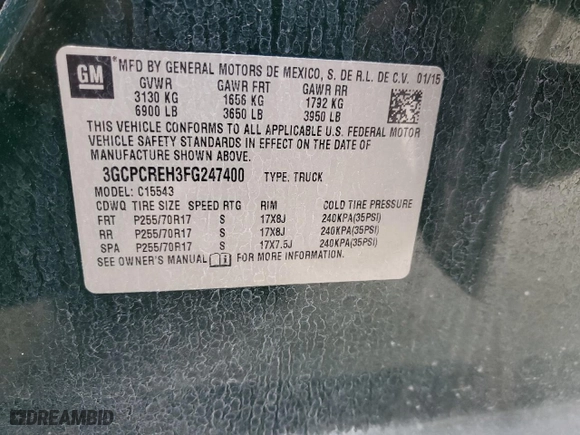 GM
MFD BY GENERAL MOTORS DE MEXICO, S. DE R.L. DE C.V. 01/15
GVWR GAWR FRT GAWR RR
3130 KG 1656 KG 1792 KG
6900 LB 3650 LB 3950 LB
THIS VEHICLE CONFORMS TO ALL APPLICABLE U.S. FEDERAL MOTOR
VEHICLE SAFETY STANDARDS IN EFFECT ON THE DATE OF
MANUFACTURE SHOWN ABOVE.
3GCPCREH3FG247400 TYPE: TRUCK
MODEL: C15543
CDWQ TIRE SIZE SPEED RTG RIM COLD TIRE PRESSURE
FRT P255/70R17 S 17X8J 240KPA(35PSI)
RR P255/70R17 S 17X8J 240KPA(35PSI)
SPA P255/70R17 S 17X7.5J 240KPA(35PSI)
SEE OWNER'S MANUAL FOR MORE INFORMATION.
DREAMBID